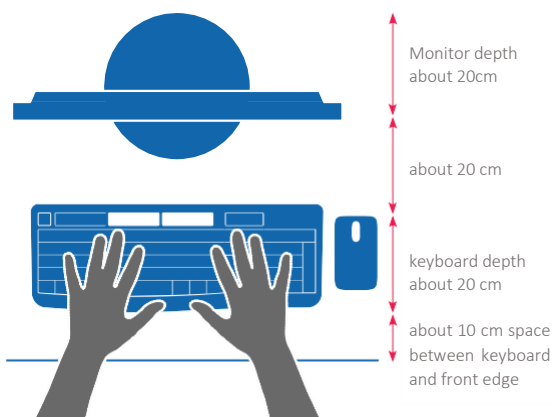 Monitor depth
about 20cm
about 20 cm
keyboard depth
about 20 cm
about 10 cm space
between keyboard
and front edge